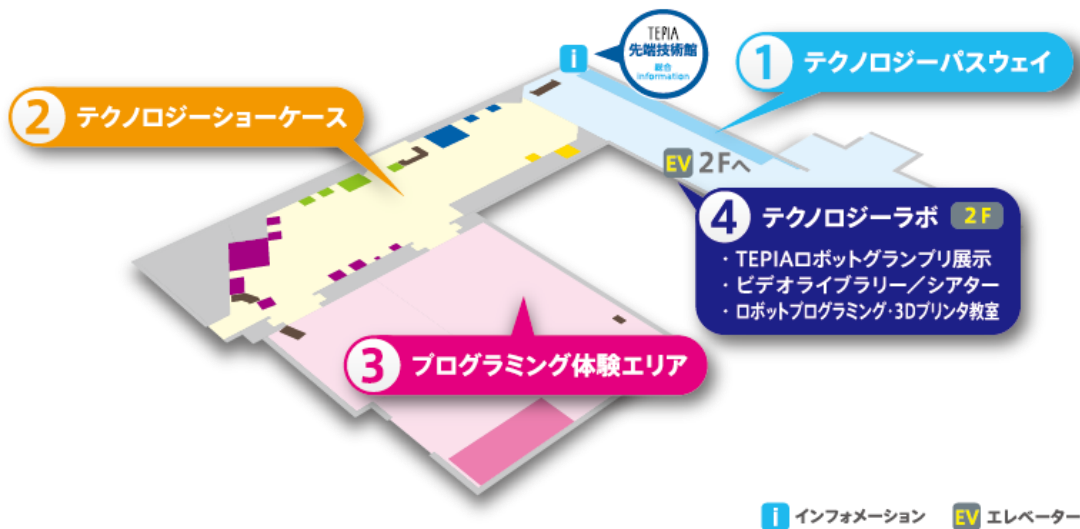 i
TEPIA
先端技術館
総合
information
1 テクノロジーパスウェイ
2 テクノロジーショーケース
EV 2Fへ
4 テクノロジーラボ 2F
・TEPIAロボットグランプリ展示
・ビデオライブラリー／シアター
・ロボットプログラミング・3Dプリンタ教室
3 プログラミング体験エリア
i インフォメーション EV エレベーター